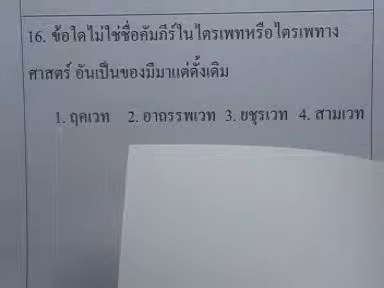 16. ข้อใดไม่ใช่ชื่อคัมภีร์ในไตรเพทหรือไตรเพทาง
ศาสตร์ อันเป็นของมีมาแต่ดั้งเดิม
1. ฤคเวท 2. อาถรรพเวท 3. ยชุรเวท 4. สามเวท